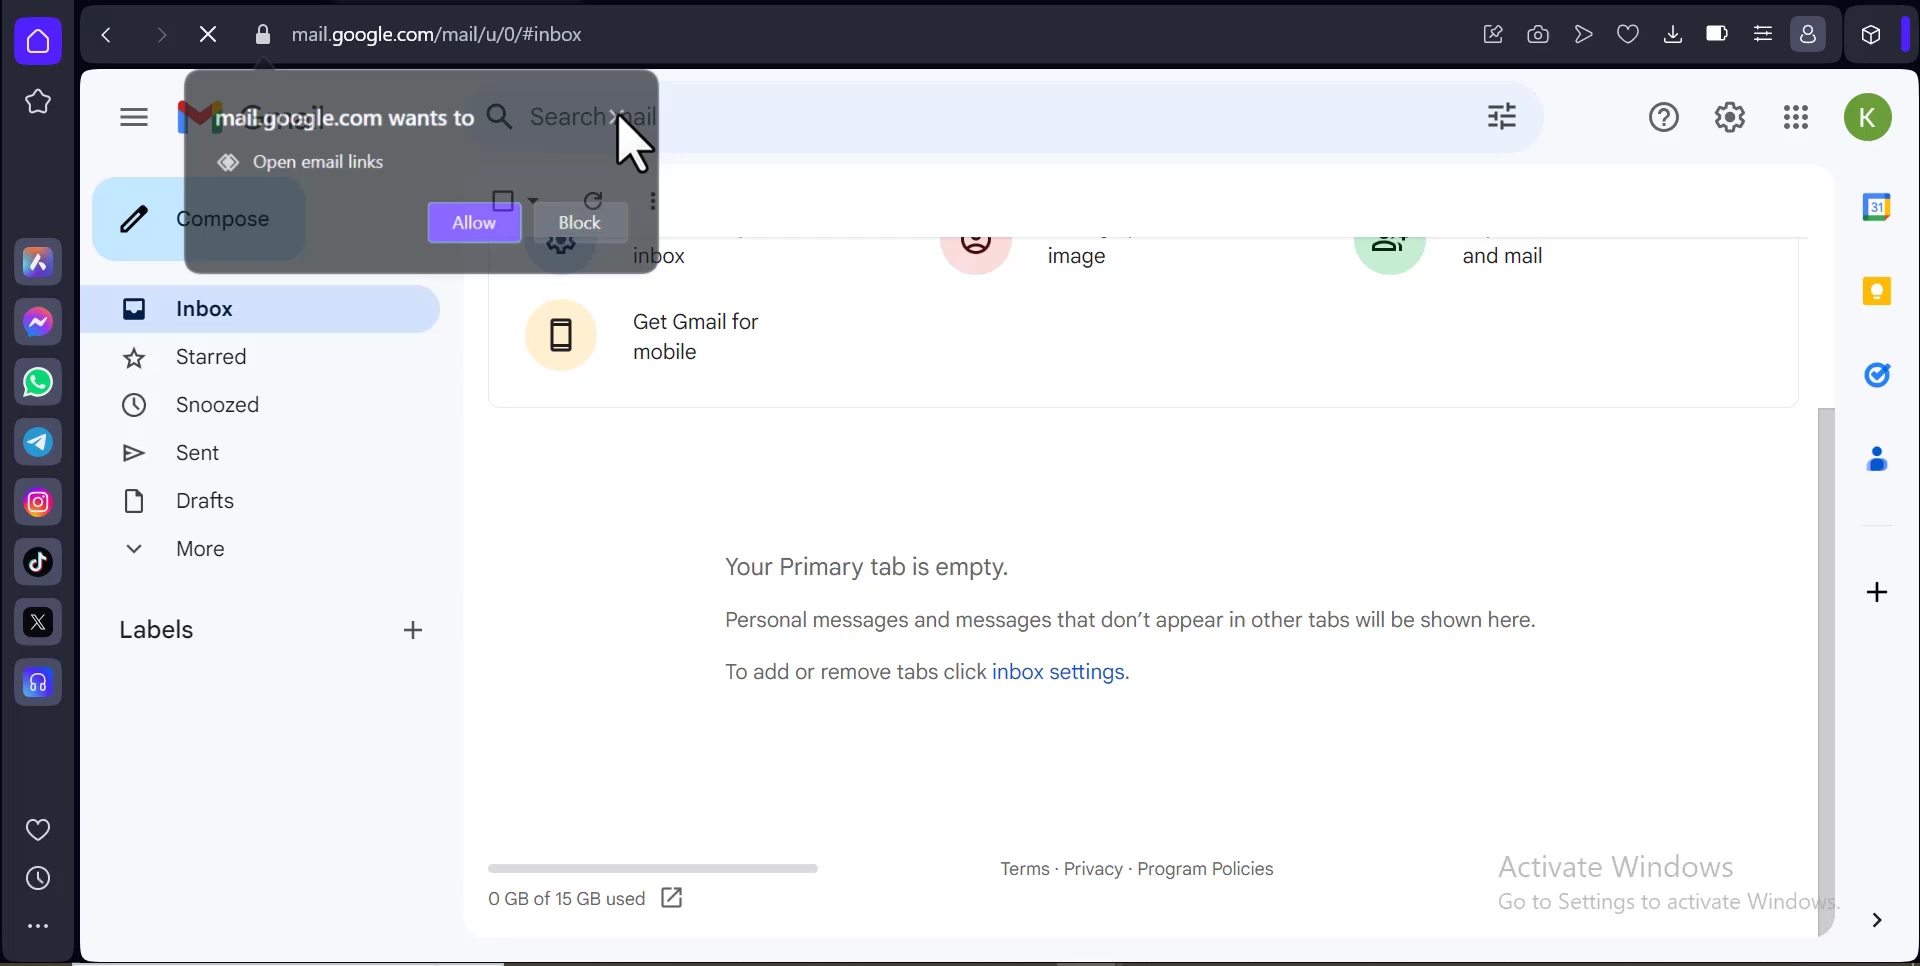 mail.google.com/mail/u/0/#inbox
Gmail
mail.google.com wants to
Search mail
K
Open email links
Compose
Allow
Block
31
inbox
image
and mail
Inbox
Get Gmail for
mobile
Starred
Snoozed
Sent
Drafts
More
Your Primary tab is empty.
Personal messages and messages that don't appear in other tabs will be shown here.
Labels
To add or remove tabs click inbox settings.
Terms · Privacy · Program Policies
0 GB of 15 GB used
Activate Windows
Go to Settings to activate Windows.